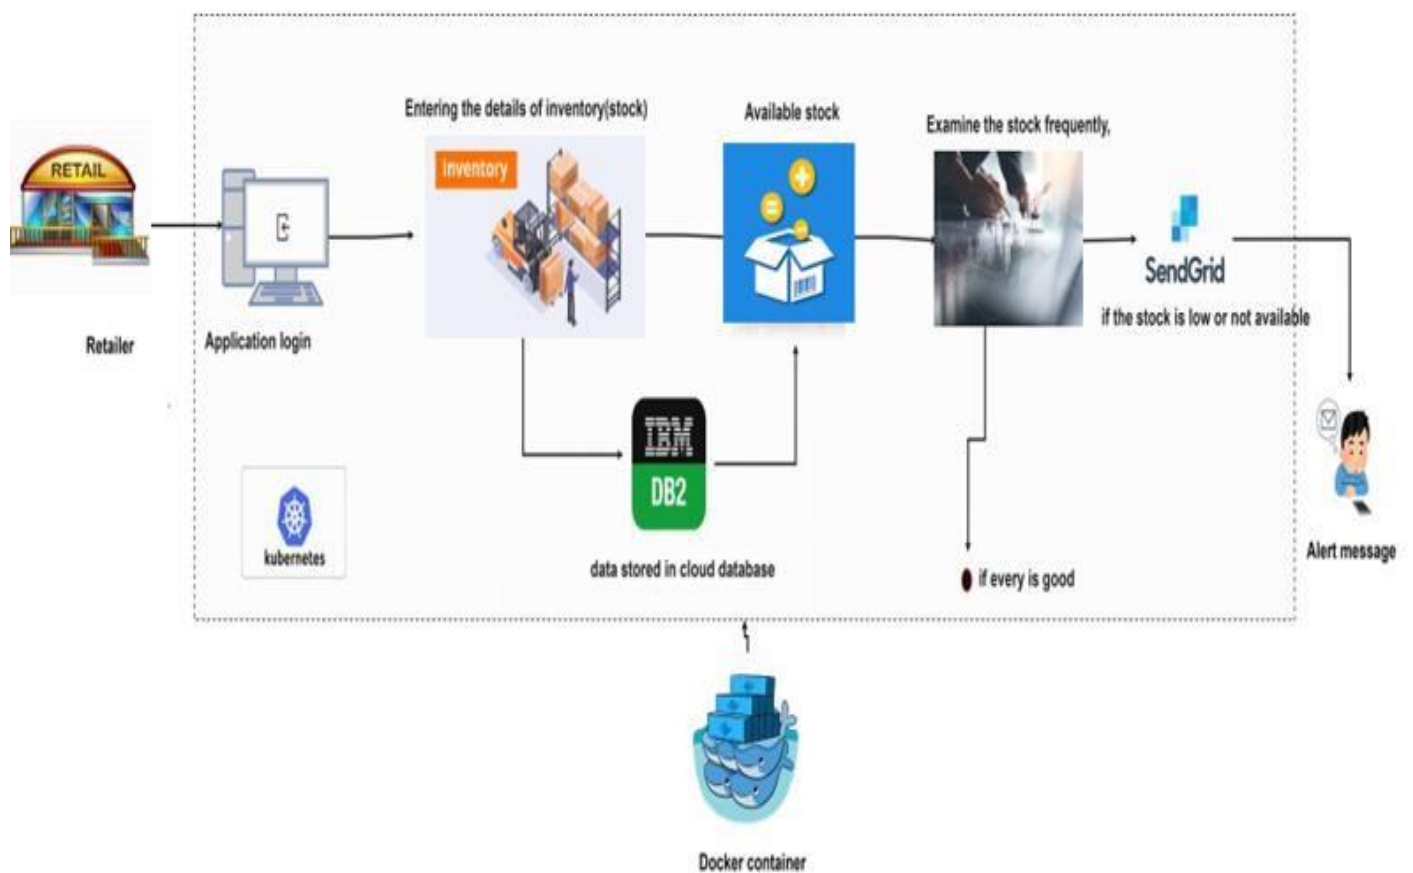 Entering the details of inventory(stock)
Available stock
Examine the stock frequently,
RETAIL
inventory
SendGrid
if the stock is low or not available
Retailer
Application login
IBM
DB2
kubernetes
data stored in cloud database
if every is good
Alert message
Docker container